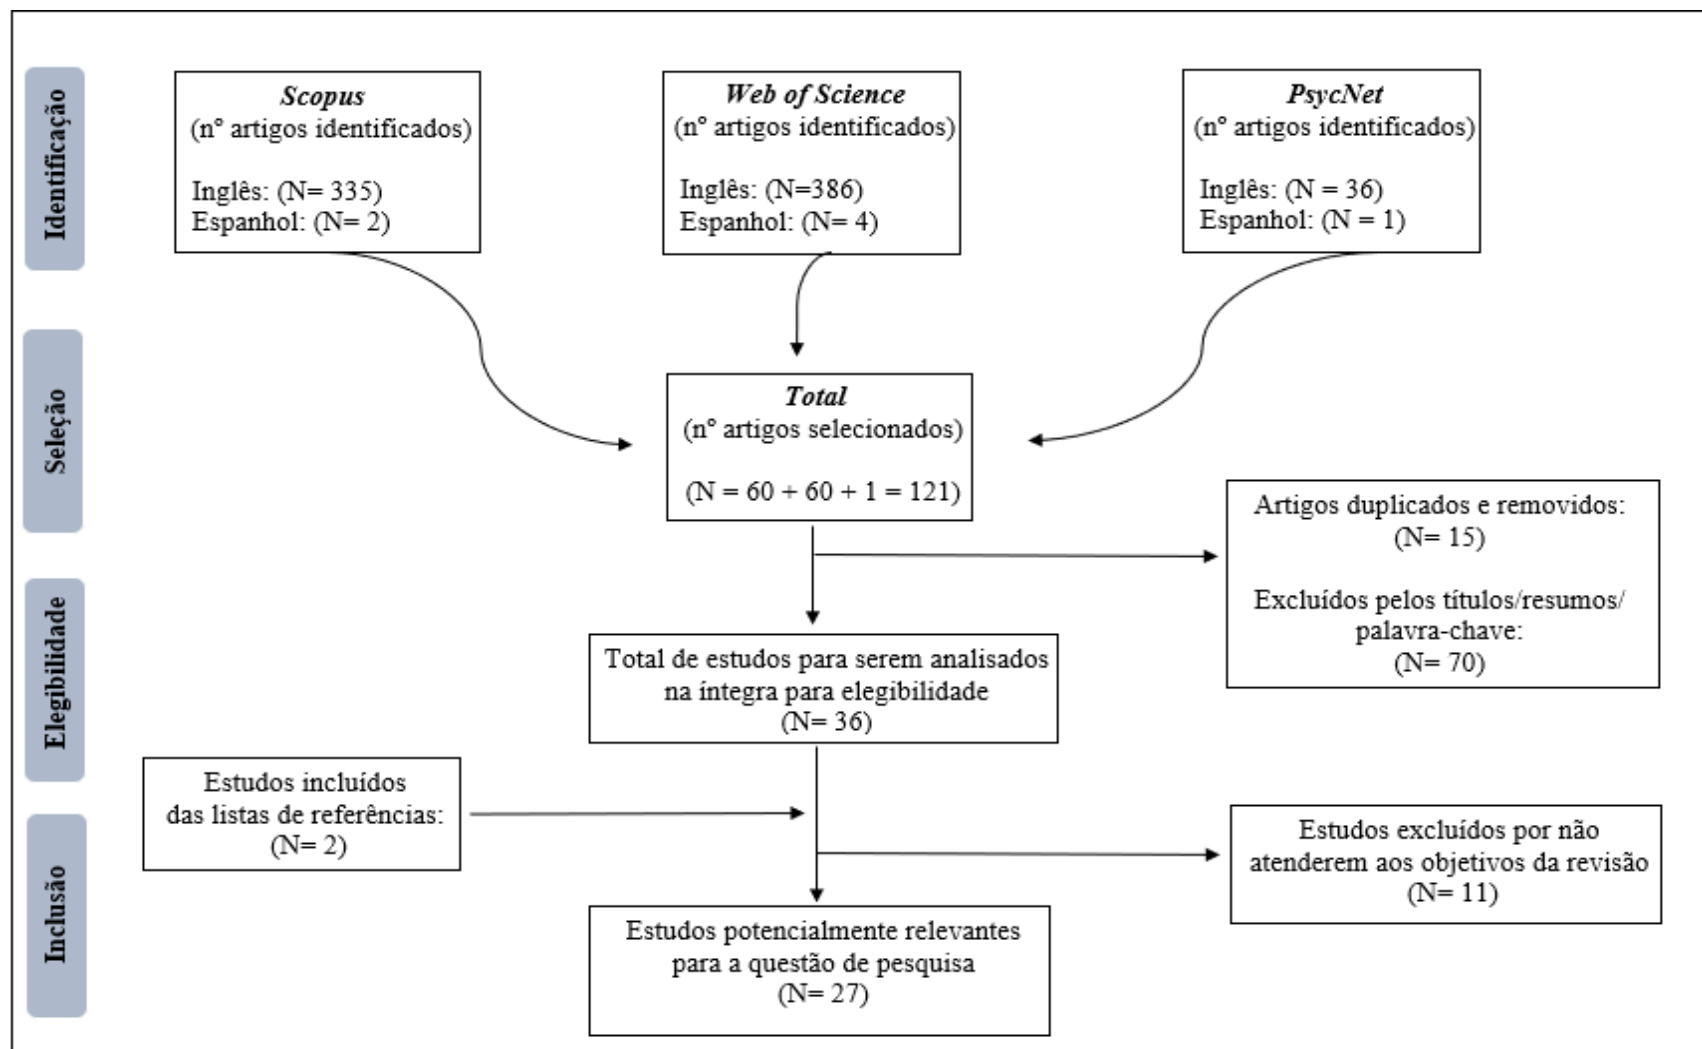 Identificação
Scopus
(nº artigos identificados)
Inglês: (N= 335)
Espanhol: (N= 2)
Web of Science
(nº artigos identificados)
Inglês: (N=386)
Espanhol: (N= 4)
PsycNet
(nº artigos identificados)
Inglês: (N = 36)
Espanhol: (N = 1)
Seleção
Total
(nº artigos selecionados)
(N = 60 + 60 + 1 = 121)
Artigos duplicados e removidos:
(N= 15)
Excluídos pelos títulos/resumos/
palavra-chave:
(N= 70)
Elegibilidade
Total de estudos para serem analisados
na íntegra para elegibilidade
(N= 36)
Estudos incluídos
das listas de referências:
(N= 2)
Inclusão
Estudos excluídos por não
atenderem aos objetivos da revisão
(N= 11)
Estudos potencialmente relevantes
para a questão de pesquisa
(N= 27)